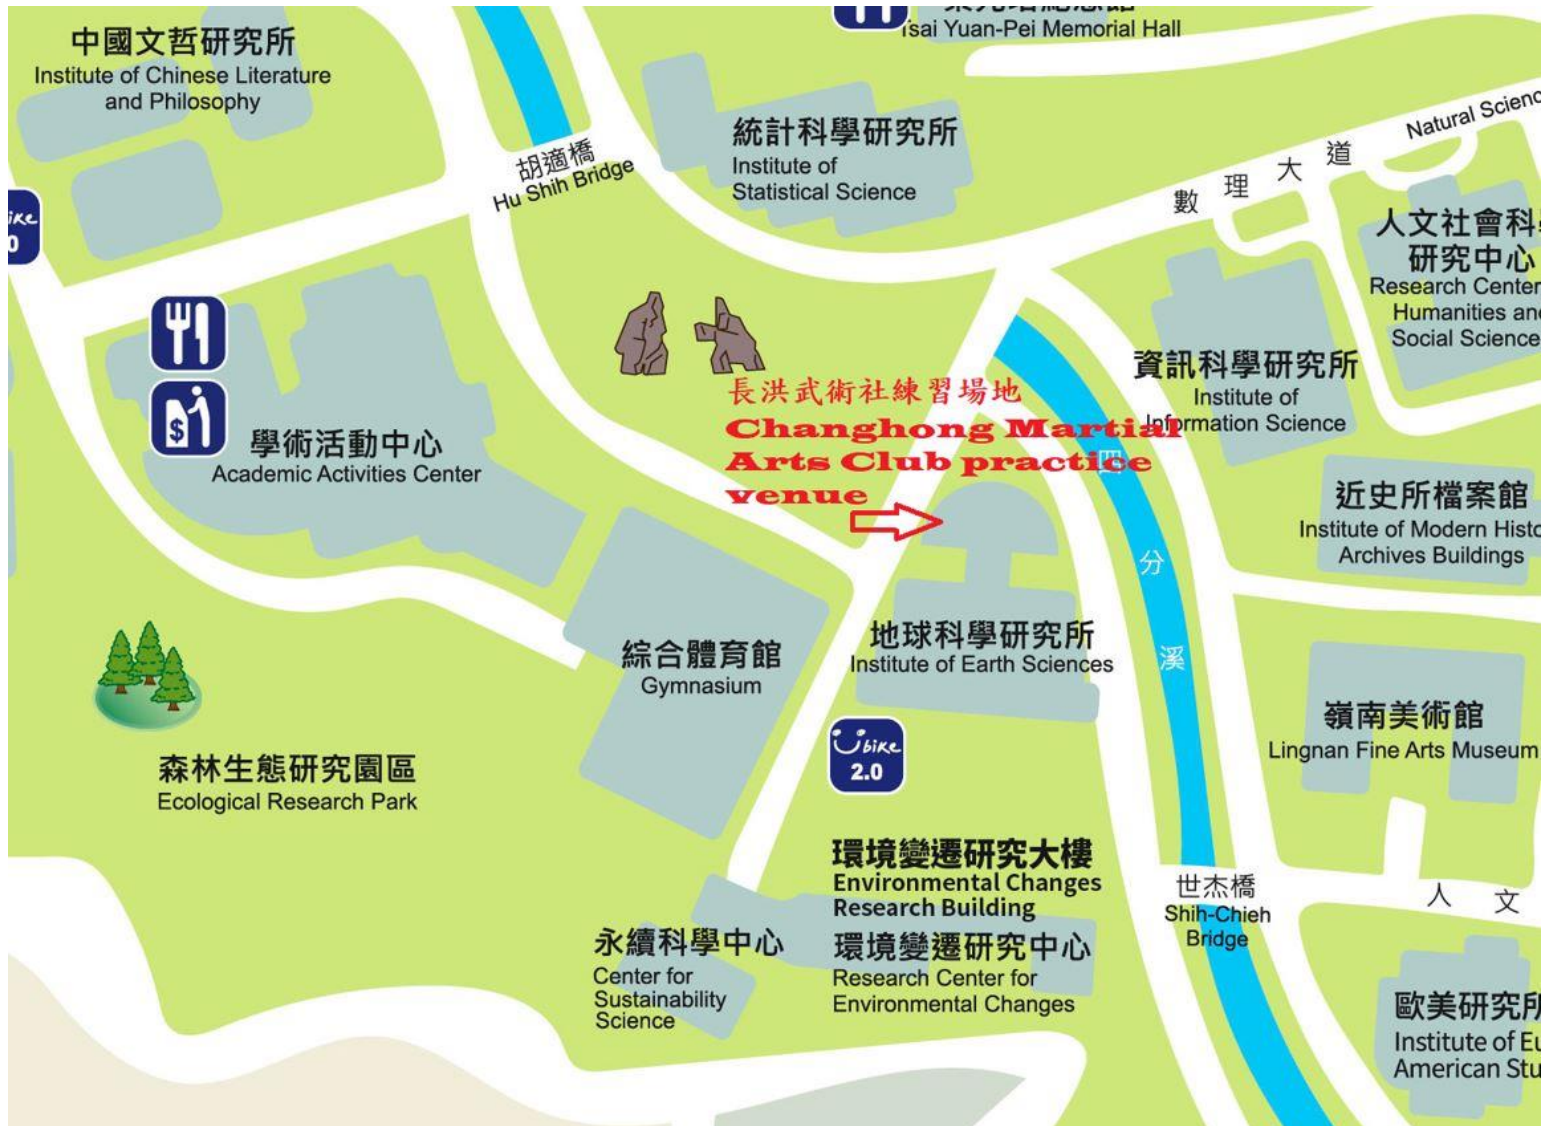 Tsai Yuan-Pei Memorial Hall
中國文哲研究所
Institute of Chinese Literature
and Philosophy
統計科學研究所
Institute of
Statistical Science
胡適橋
Hu Shih Bridge
Natural
數理大道
人文社會科
研究中心
Research Center
Humanities
Social Science
資訊科學研究所
Institute of
Information Science
長洪武術社練習場地
Changhong Martial
Arts Club practice
venue
$
學術活動中心
Academic Activities Center
四分溪
近史所檔案館
Institute of Modern
Archives Buildings
綜合體育館
Gymnasium
地球科學研究所
Institute of Earth Sciences
森林生態研究園區
Ecological Research Park
Ubike
2.0
嶺南美術館
Lingnan Fine Arts Museum
環境變遷研究大樓
Environmental Changes
Research Building
世杰橋
Shih-Chieh
Bridge
人文
永續科學中心
Center for
Sustainability
Science
環境變遷研究中心
Research Center for
Environmental Changes
歐美研究所
Institute of
American